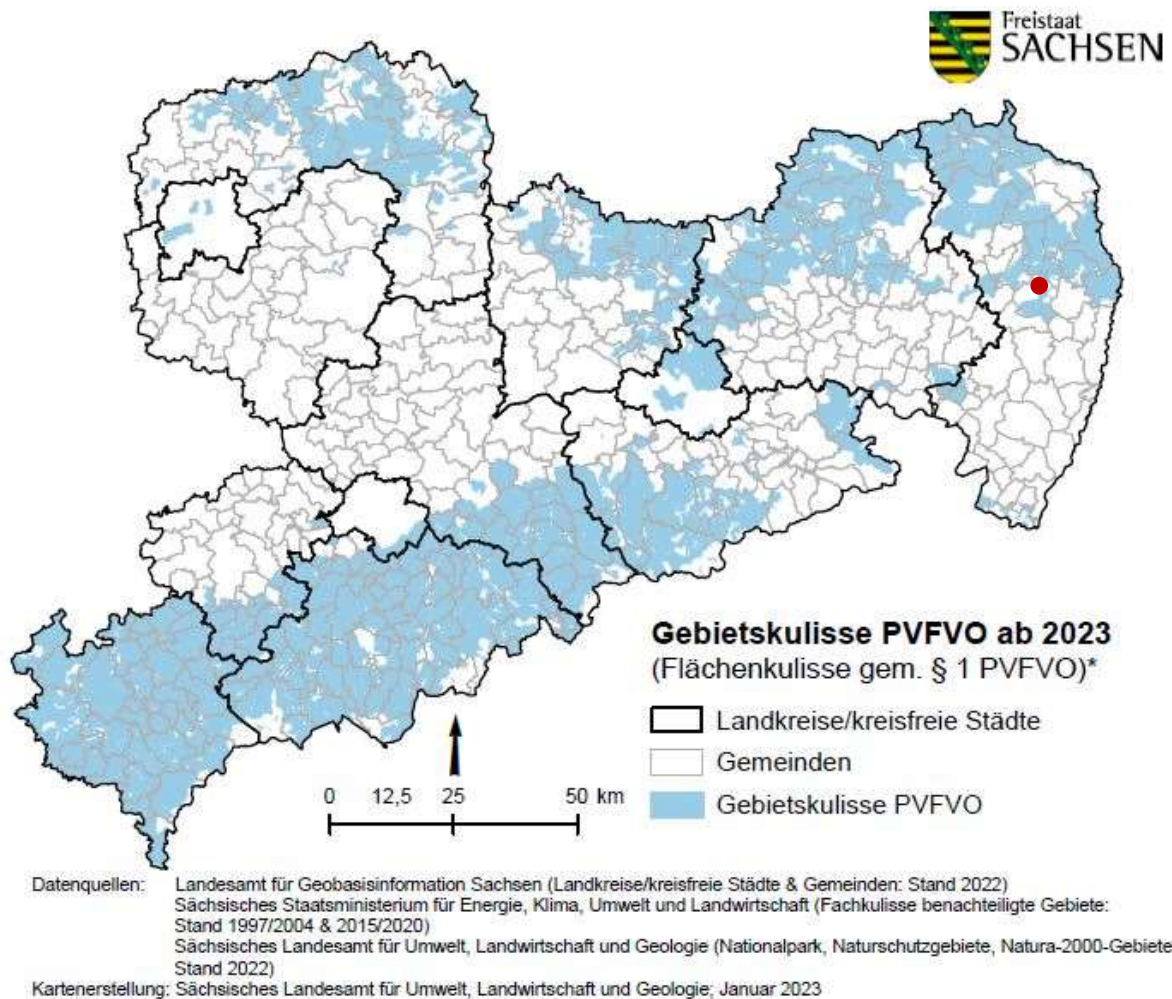 Freistaat
SACHSEN
Gebietskulisse PVFVO ab 2023
(Flächenkulisse gem. § 1 PVFVO)*
Landkreise/kreisfreie Städte
Gemeinden
Gebietskulisse PVFVO
0 12,5 25 50 km
Datenquellen: Landesamt für Geobasisinformation Sachsen (Landkreise/kreisfreie Städte & Gemeinden: Stand 2022)
Sächsisches Staatsministerium für Energie, Klima, Umwelt und Landwirtschaft (Fachkulisse benachteiligte Gebiete:
Stand 1997/2004 & 2015/2020)
Sächsisches Landesamt für Umwelt, Landwirtschaft und Geologie (Nationalpark, Naturschutzgebiete, Natura-2000-Gebiete
Stand 2022)
Kartenerstellung: Sächsisches Landesamt für Umwelt, Landwirtschaft und Geologie; Januar 2023